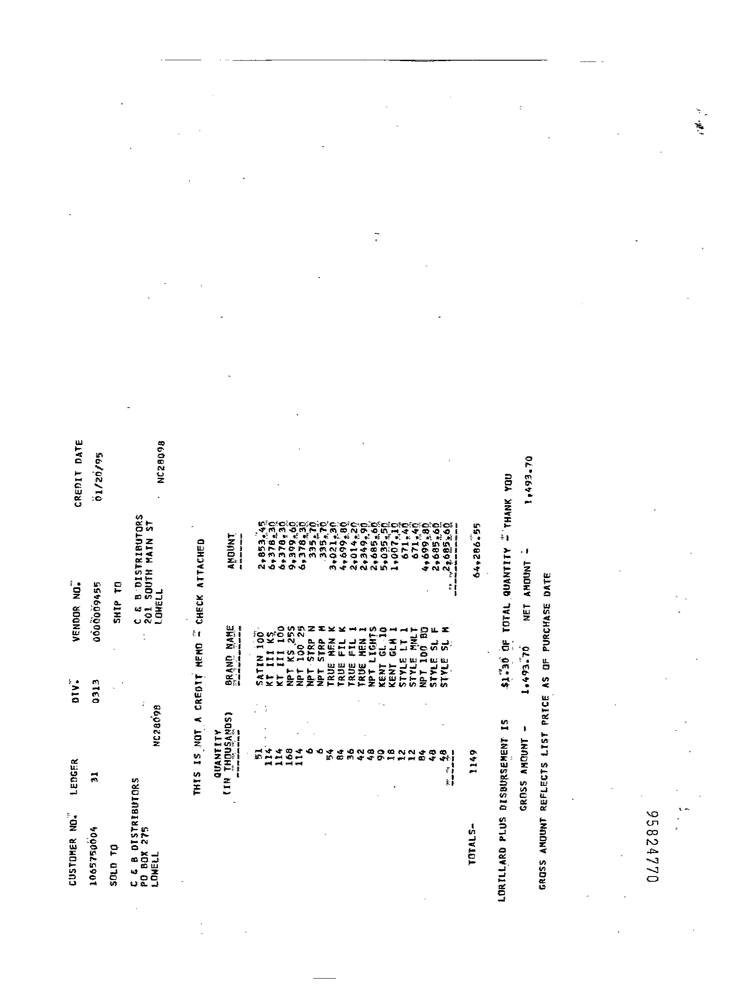 CUSTOMER NO. LEDGER DIV. VENDOR NO. CREDIT DATE
1065750004 31 0313 0000009455 01/20/95
SOLD TO SHIP TO
C & B DISTRIBUTORS C & B DISTRIBUTORS
PO BOX 275 201 SOUTH MAIN ST
LOWELL LOWELL
NC28098 NC28098
THIS IS NOT A CREDIT MEMO - CHECK ATTACHED
QUANTITY
(IN THOUSANDS) BRAND NAME AMOUNT
51 SATIN 100 2,853.45
114 KT III KS 6,378.30
114 KT III 100 6,378.30
168 NPT KS 25S 9,399.60
114 NPT 100 25 6,378.30
6 NPT STRP N 335.70
6 NPT STRP M 335.70
54 TRUE MEN K 3,021.30
84 TRUE FIL K 4,699.80
36 TRUE FIL 1 2,014.20
42 TRUE MEN 1 2,349.90
48 NPT LIGHTS 2,685.60
90 KENT GL 10 5,035.50
18 KENT GLM 1 1,007.10
12 STYLE LT 1 671.40
12 STYLE MNLT 671.40
84 NPT 100 BO 4,699.80
48 STYLE SL F 2,685.60
48 STYLE SL M 2,685.60
TOTALS- 1149 64,286.55
LORILLARD PLUS DISBURSEMENT IS $1.30 OF TOTAL QUANTITY - THANK YOU
GROSS AMOUNT - 1,493.70 NET AMOUNT - 1,493.70
GROSS AMOUNT REFLECTS LIST PRICE AS OF PURCHASE DATE
95824770